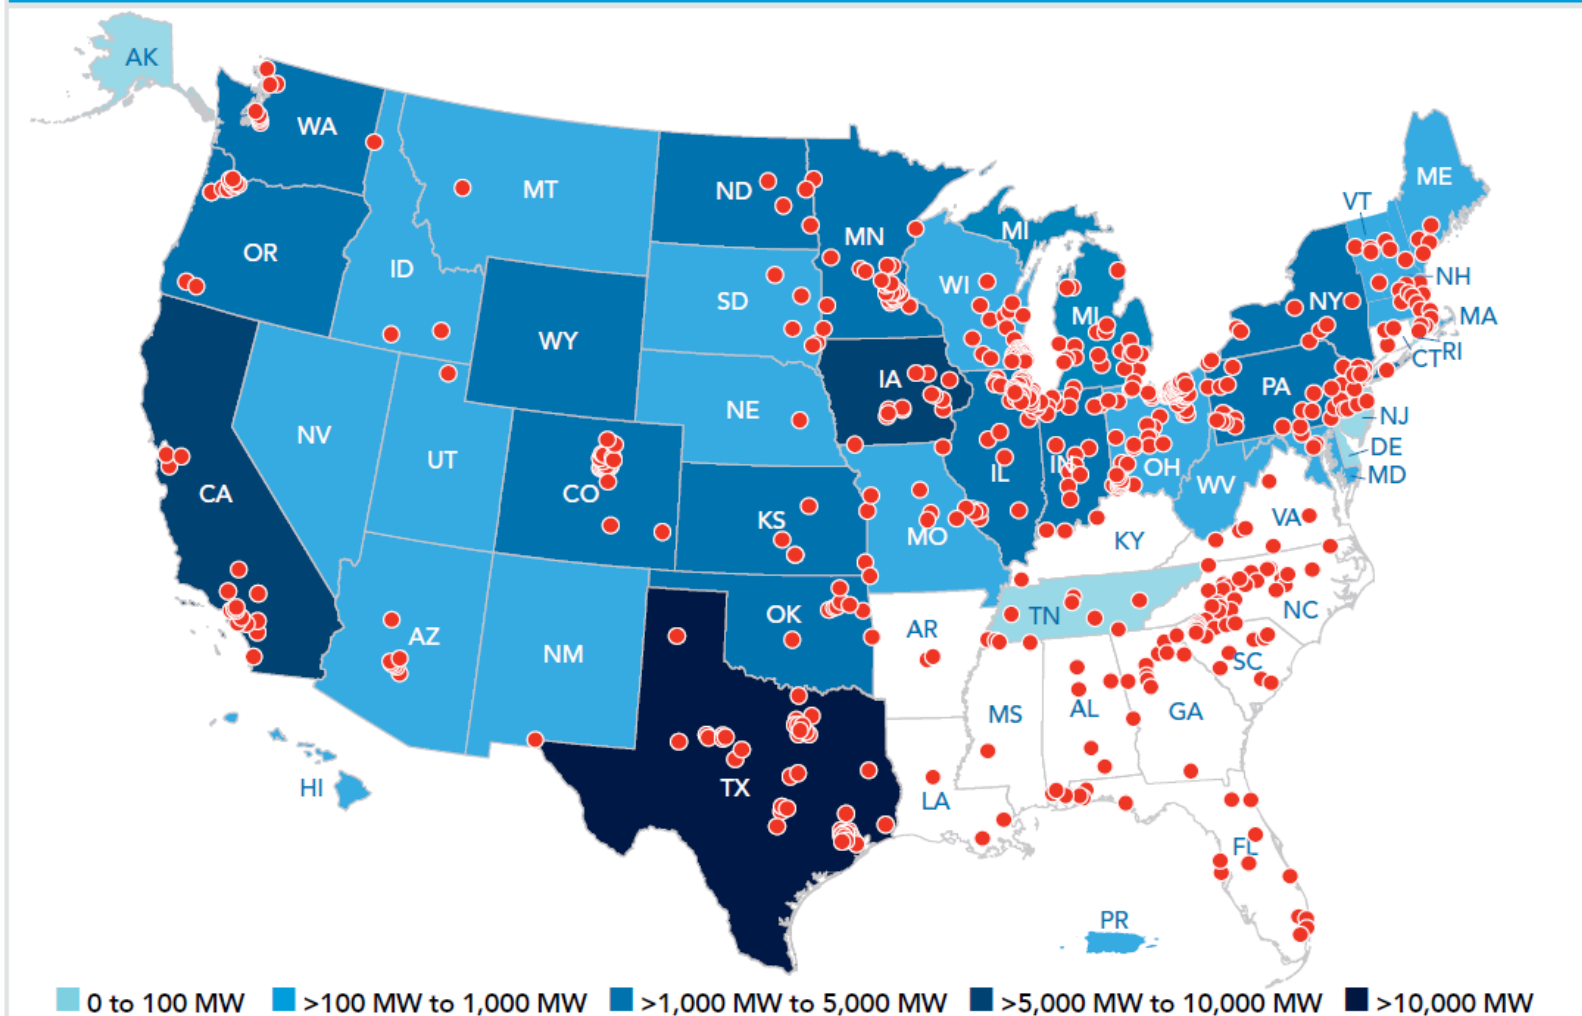 AK
WA
MT
ND
MN
MI
VT
ME
OR
ID
SD
WI
NY
NH
MA
WY
MI
CT
RI
IA
PA
NE
NJ
NV
UT
CO
CA
IL
IN
OH
WV
DE
MD
KS
MO
KY
VA
AZ
NM
OK
AR
TN
NC
SC
MS
AL
GA
HI
TX
LA
FL
PR
0 to 100 MW
>100 MW to 1,000 MW
>1,000 MW to 5,000 MW
>5,000 MW to 10,000 MW
>10,000 MW